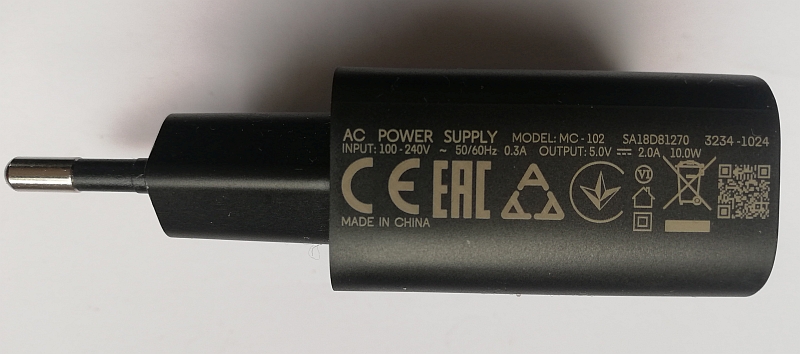 AC POWER SUPPLY MODEL: MC-102 SA18D81270 3234-1024
INPUT: 100-240V ~ 50/60Hz 0.3A OUTPUT: 5.0V ⎓ 2.0A 10.0W
CE EAC VI
MADE IN CHINA